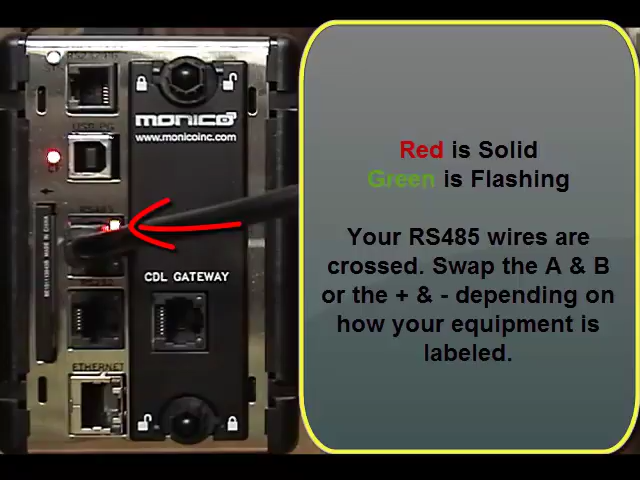 monico
www.monicoinc.com
RS485
CDL GATEWAY
ETHERNET
Red is Solid
Green is Flashing
Your RS485 wires are
crossed. Swap the A & B
or the + & - depending on
how your equipment is
labeled.